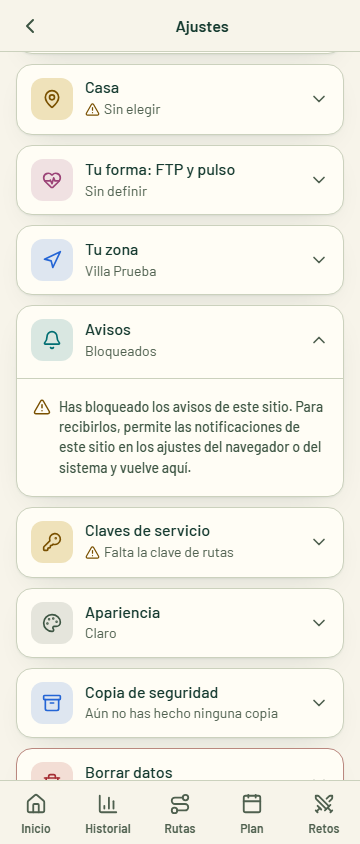 Ajustes
Casa
Sin elegir
Tu forma: FTP y pulso
Sin definir
Tu zona
Villa Prueba
Avisos
Bloqueados
Has bloqueado los avisos de este sitio. Para
recibirlos, permite las notificaciones de
este sitio en los ajustes del navegador o del
sistema y vuelve aquí.
Claves de servicio
Falta la clave de rutas
Apariencia
Claro
Copia de seguridad
Aún no has hecho ninguna copia
Borrar datos
Inicio
Historial
Rutas
Plan
Retos